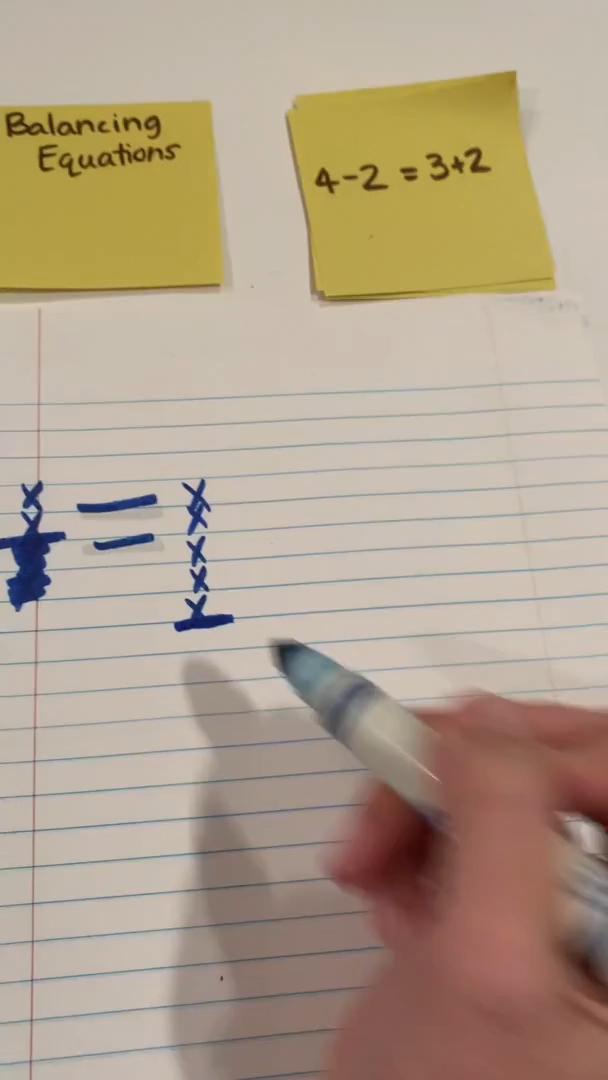 Balancing
Equations
4-2 = 3+2
x = x
x x
x
x
x